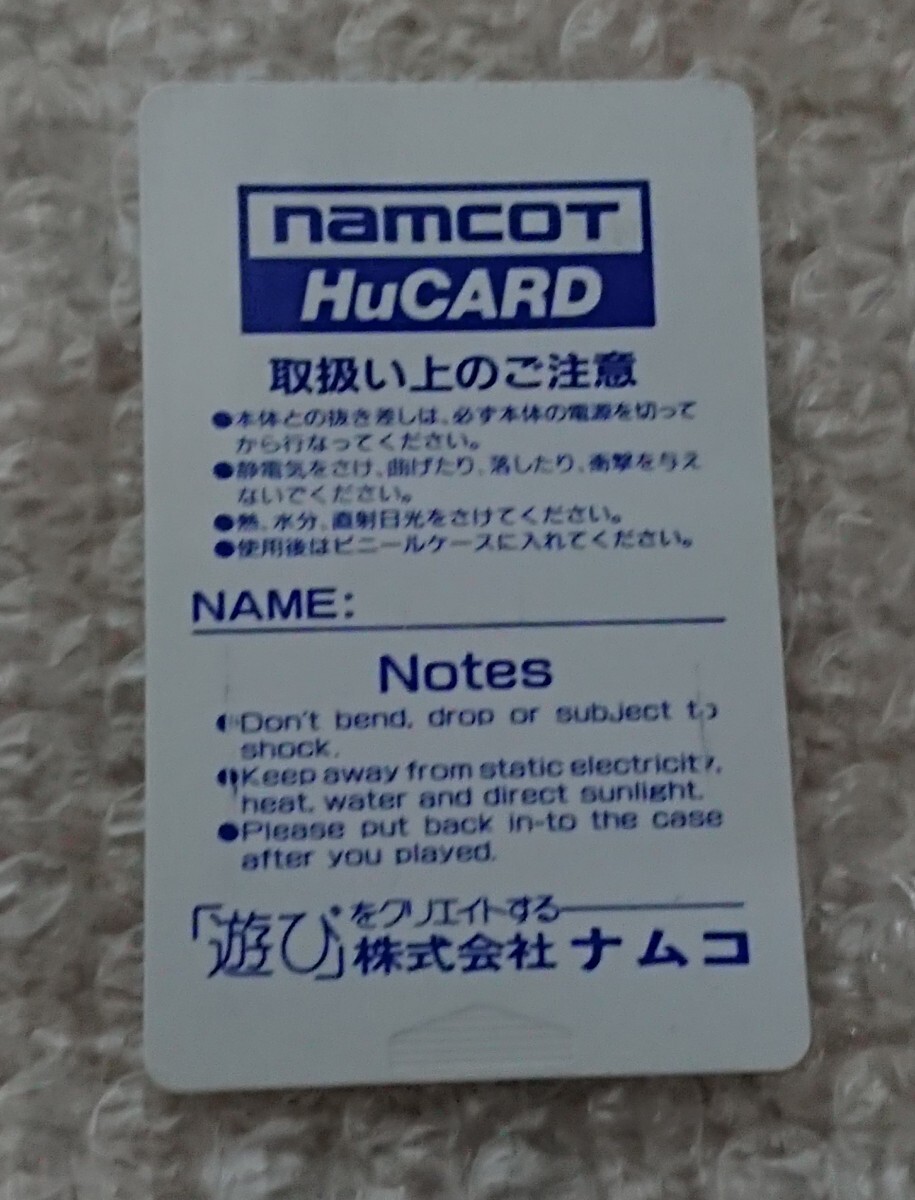 namcot
HuCARD
取扱い上のご注意
●本体との抜き差しは、必ず本体の電源を切って
から行なってください。
●静電気をさけ、曲げたり、落したり、衝撃を与え
ないでください。
●熱、水分、直射日光をさけてください。
●使用後はビニールケースに入れてください。
NAME:
Notes
●Don't bend, drop or subject to
shock.
●Keep away from static electricity,
heat, water and direct sunlight.
●Please put back in-to the case
after you played.
「遊び」をクリエイトする
株式会社 ナムコ